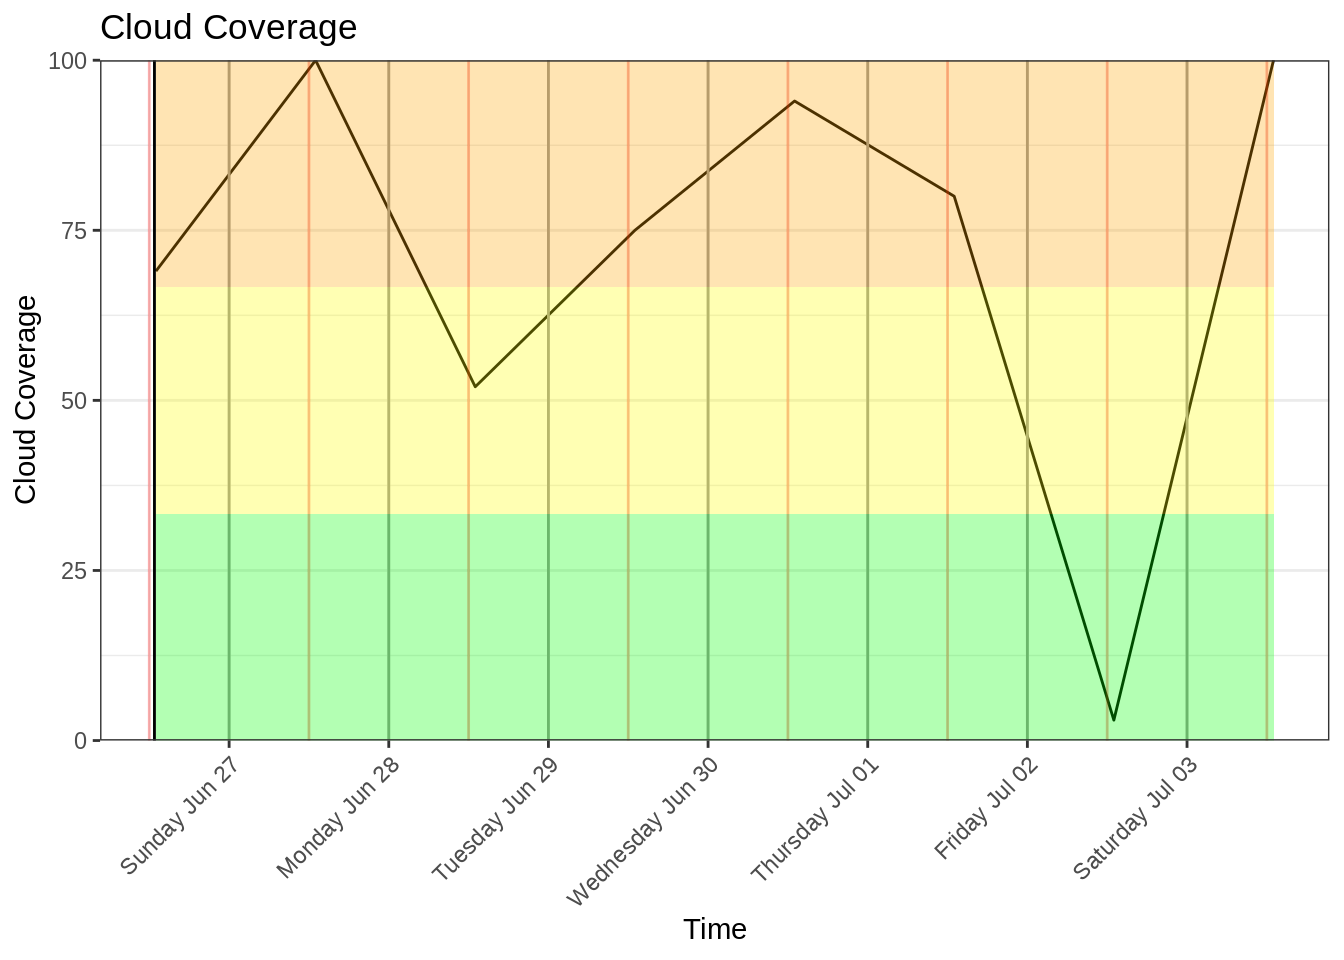 Cloud Coverage
100
75
50
25
0
Cloud Coverage
Sunday Jun 27
Monday Jun 28
Tuesday Jun 29
Wednesday Jun 30
Thursday Jul 01
Friday Jul 02
Saturday Jul 03
Time